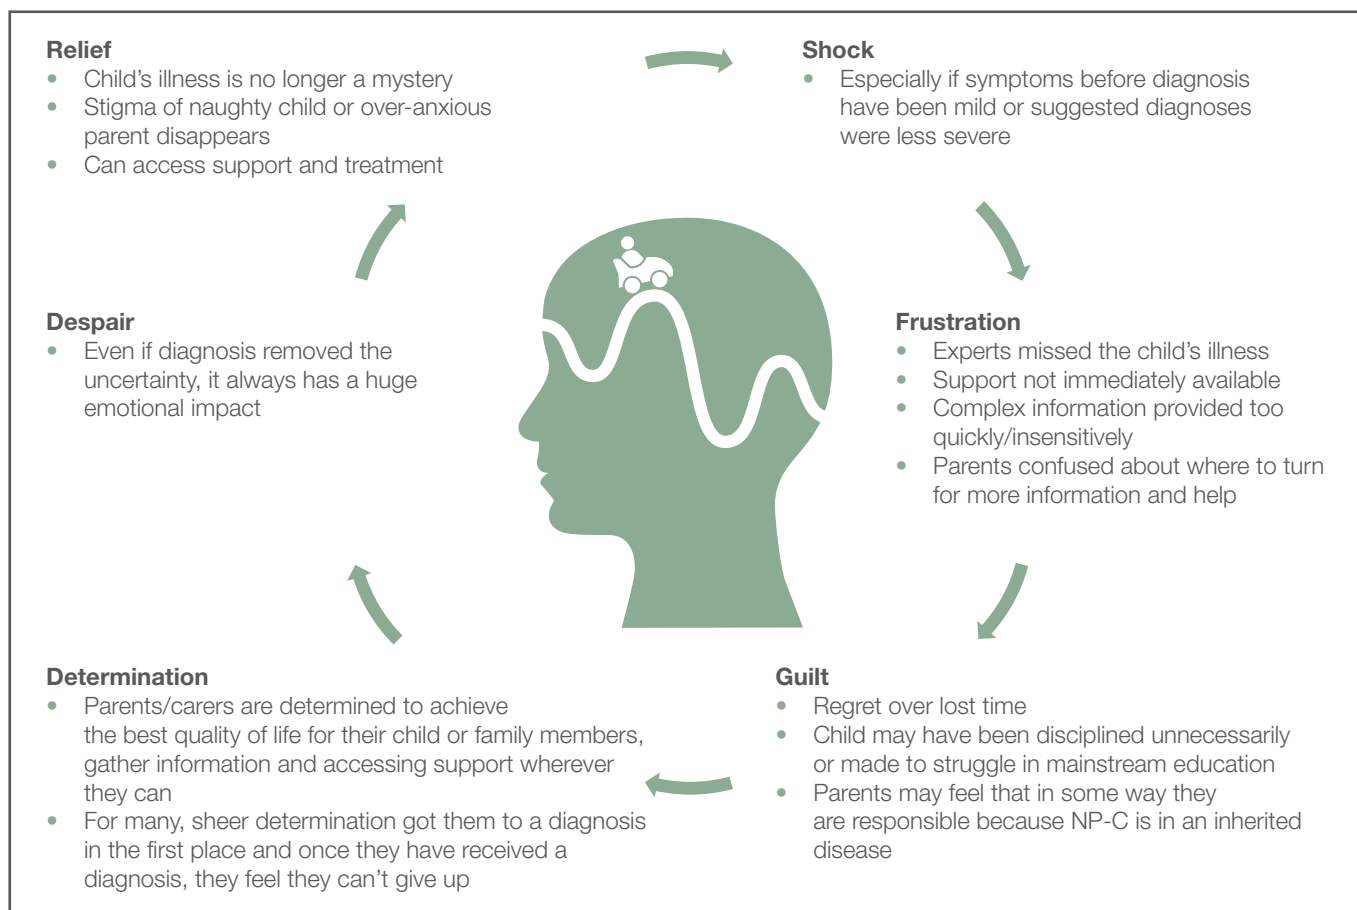 Relief
• Child’s illness is no longer a mystery
• Stigma of naughty child or over-anxious
parent disappears
• Can access support and treatment
Shock
• Especially if symptoms before diagnosis
have been mild or suggested diagnoses
were less severe
Frustration
• Experts missed the child’s illness
• Support not immediately available
• Complex information provided too
quickly/insensitively
• Parents confused about where to turn
for more information and help
Guilt
• Regret over lost time
• Child may have been disciplined unnecessarily
or made to struggle in mainstream education
• Parents may feel that in some way they
are responsible because NP-C is in an inherited
disease
Determination
• Parents/carers are determined to achieve
the best quality of life for their child or family members,
gather information and accessing support wherever
they can
• For many, sheer determination got them to a diagnosis
in the first place and once they have received a
diagnosis, they feel they can’t give up
Despair
• Even if diagnosis removed the
uncertainty, it always has a huge
emotional impact